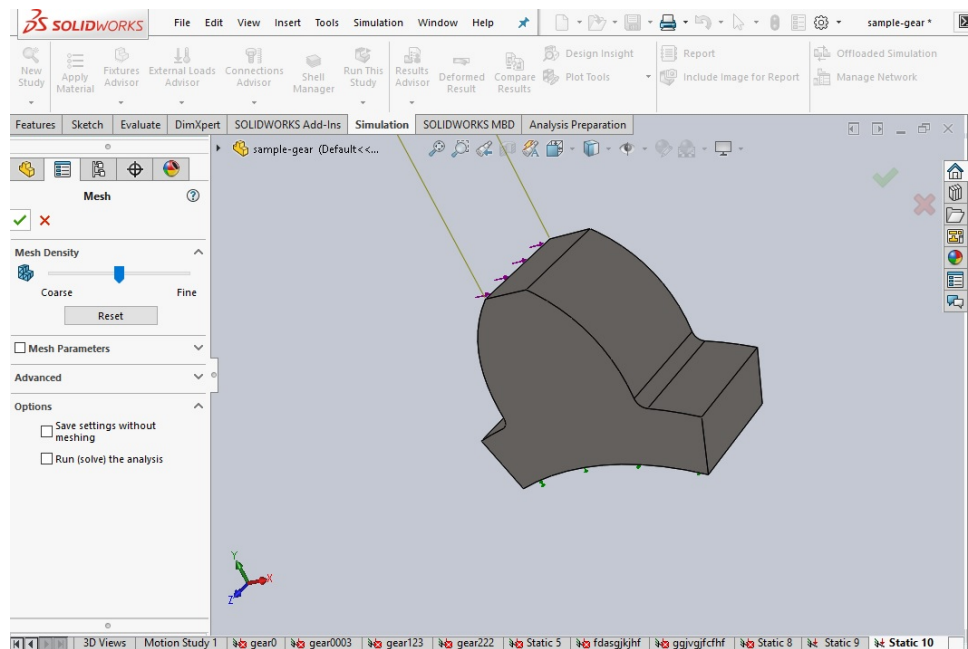 SOLIDWORKS File Edit View Insert Tools Simulation Window Help sample-gear *
New Study Apply Material Fixtures Advisor External Loads Advisor Connections Advisor Shell Manager Run This Study Results Advisor Deformed Result Compare Results Design Insight Plot Tools Report Include Image for Report Offloaded Simulation Manage Network
Features Sketch Evaluate DimXpert SOLIDWORKS Add-Ins Simulation SOLIDWORKS MBD Analysis Preparation
sample-gear (Default<<...
Mesh
Mesh Density
Coarse Fine
Reset
Mesh Parameters
Advanced
Options
Save settings without
meshing
Run (solve) the analysis
Y
X
Z
3D Views Motion Study 1 gear0 gear0003 gear123 gear222 Static 5 fdasgjkjhf ggjvgjfcfhf Static 8 Static 9 Static 10